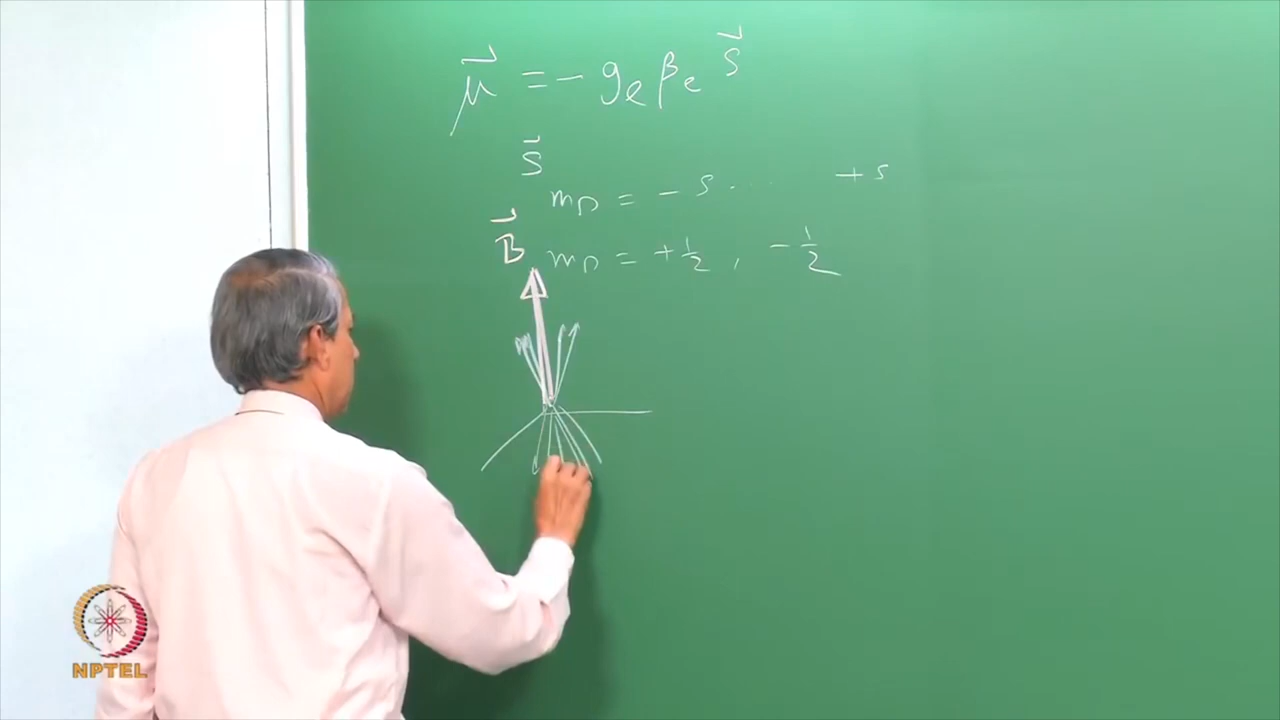 μ⃗ = - gₑ βₑ S⃗
S⃗
mₛ = - s ... + s
B⃗ mₛ = + 1/2 , - 1/2
NPTEL